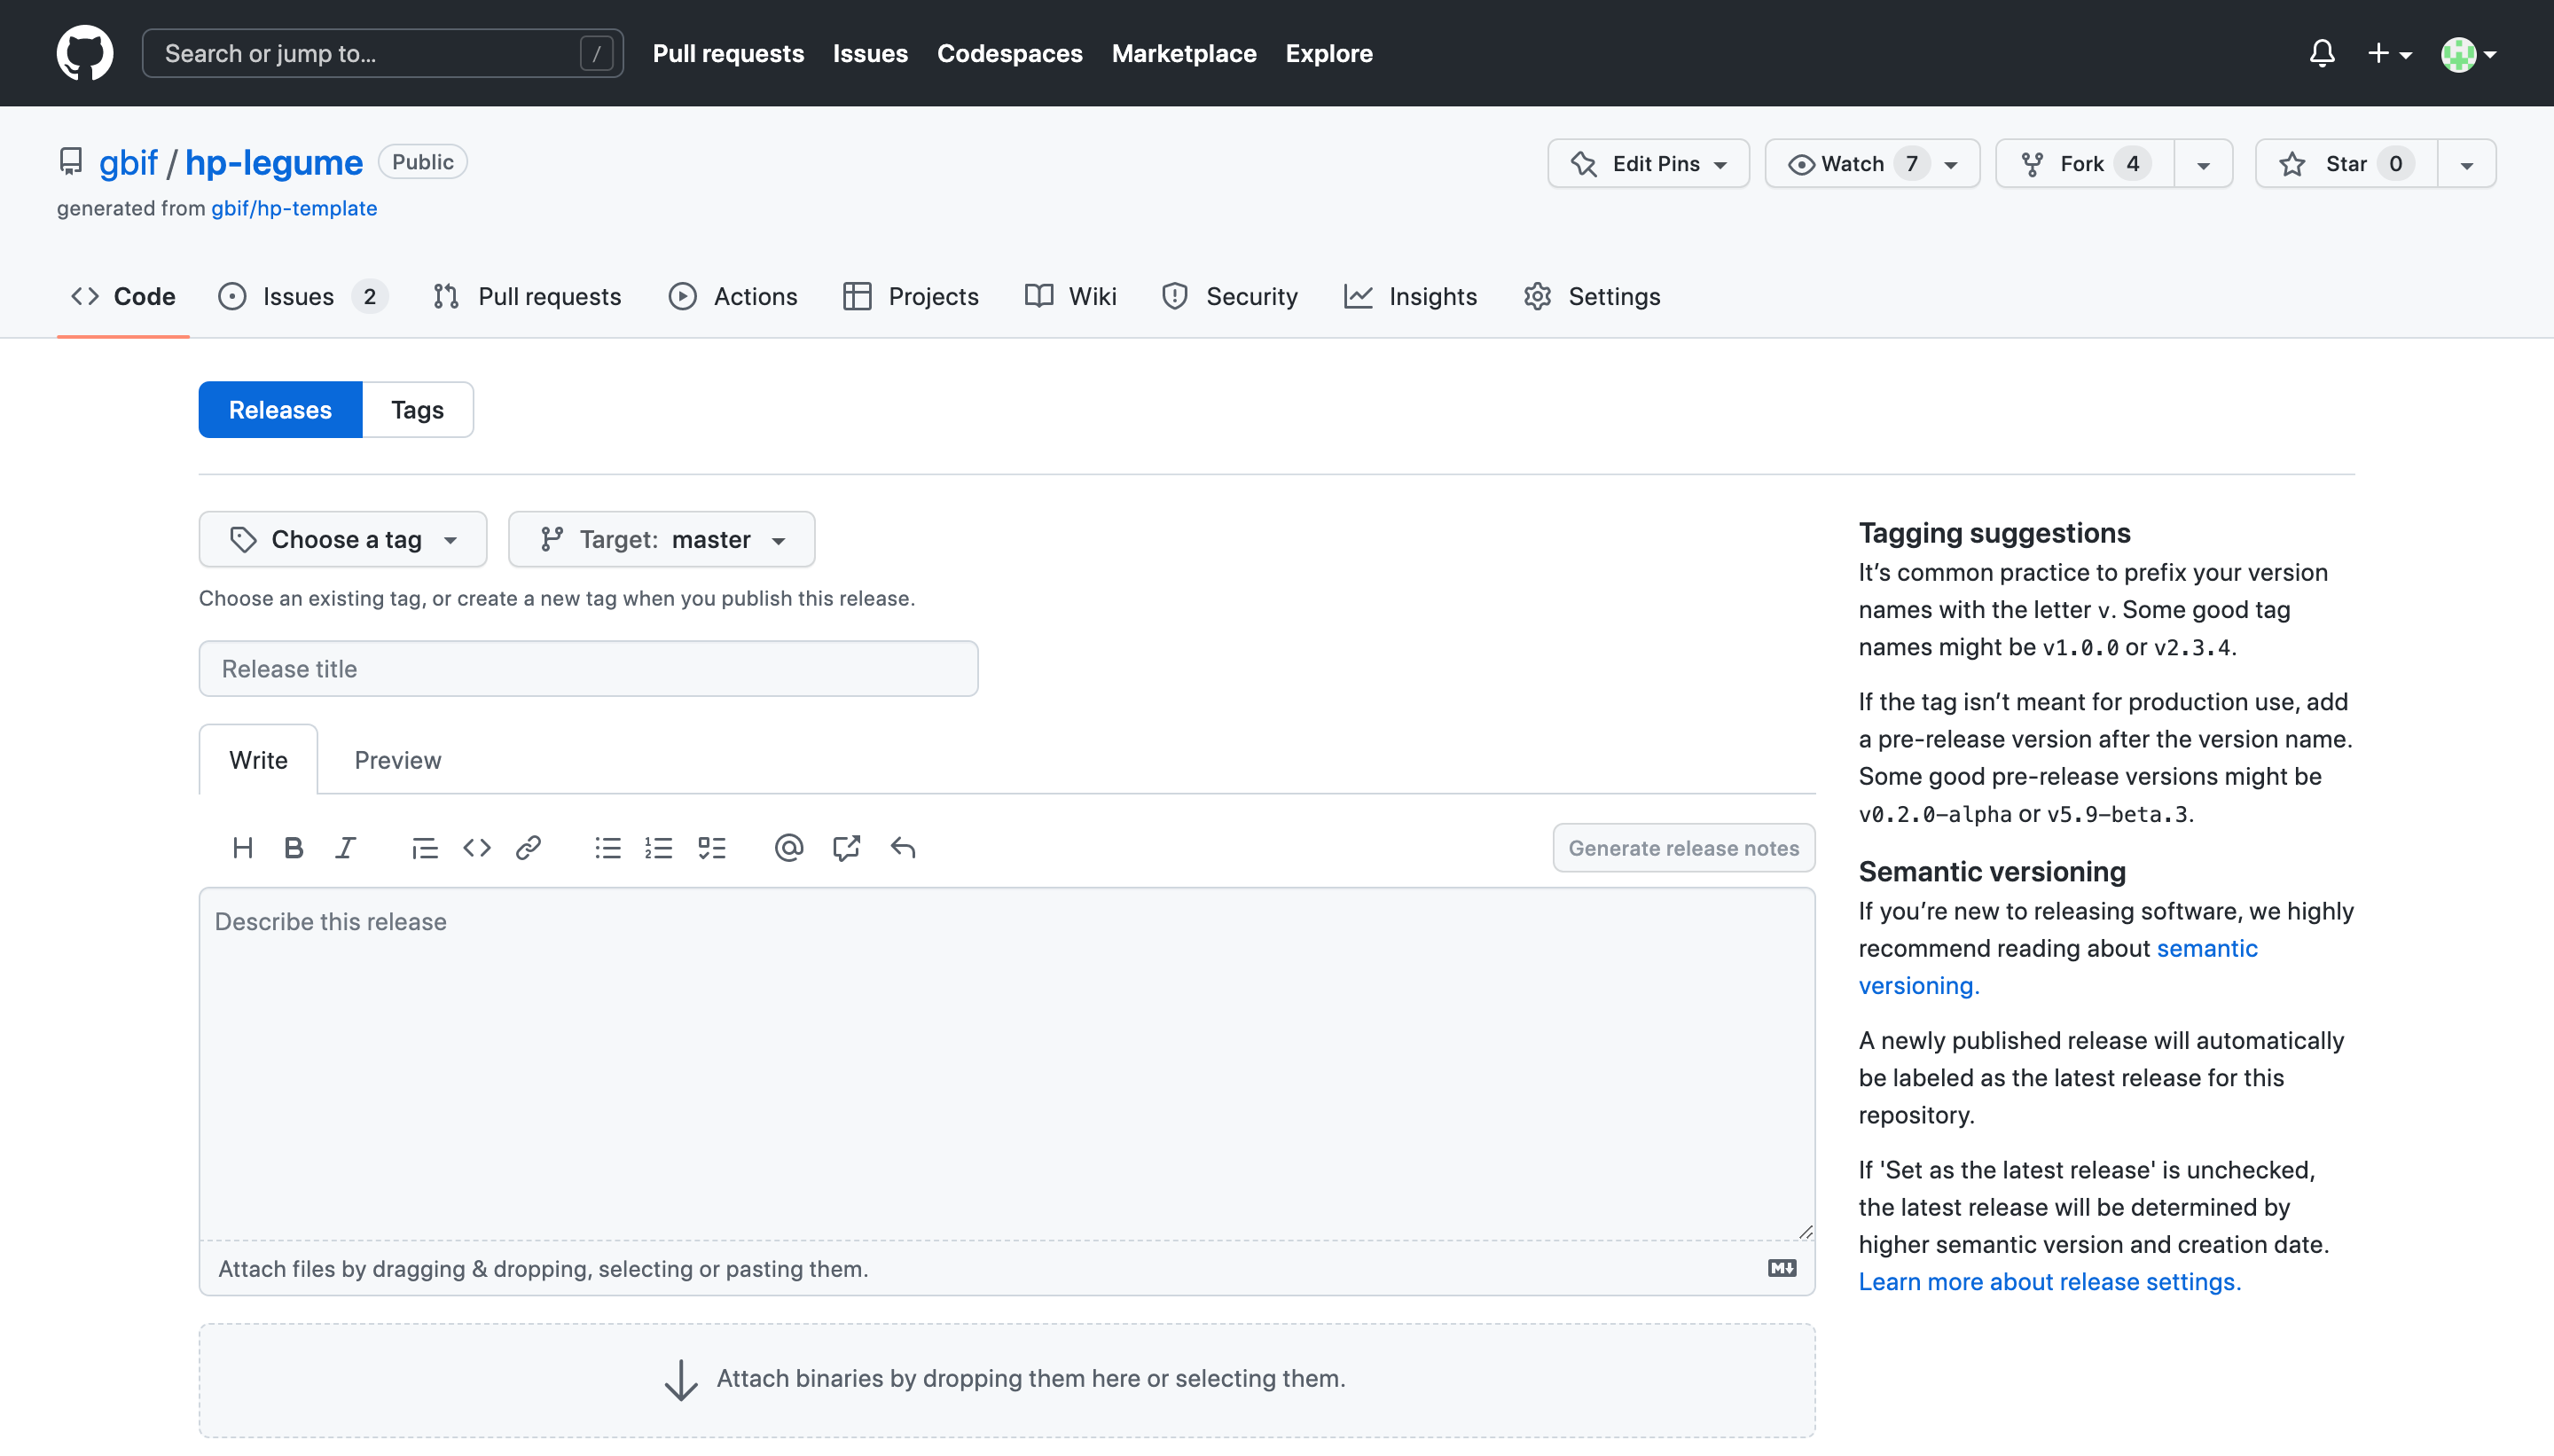 Search or jump to... /
Pull requests Issues Codespaces Marketplace Explore
gbif / hp-legume Public
generated from gbif/hp-template
Edit Pins Watch 7 Fork 4 Star 0
Code Issues 2 Pull requests Actions Projects Wiki Security Insights Settings
Releases Tags
Choose a tag Target: master
Choose an existing tag, or create a new tag when you publish this release.
Release title
Write Preview
H B I
Generate release notes
Describe this release
Attach files by dragging & dropping, selecting or pasting them.
M
Attach binaries by dropping them here or selecting them.
Tagging suggestions
It’s common practice to prefix your version
names with the letter v. Some good tag
names might be v1.0.0 or v2.3.4.
If the tag isn’t meant for production use, add
a pre-release version after the version name.
Some good pre-release versions might be
v0.2.0-alpha or v5.9-beta.3.
Semantic versioning
If you’re new to releasing software, we highly
recommend reading about semantic
versioning.
A newly published release will automatically
be labeled as the latest release for this
repository.
If 'Set as the latest release' is unchecked,
the latest release will be determined by
higher semantic version and creation date.
Learn more about release settings.